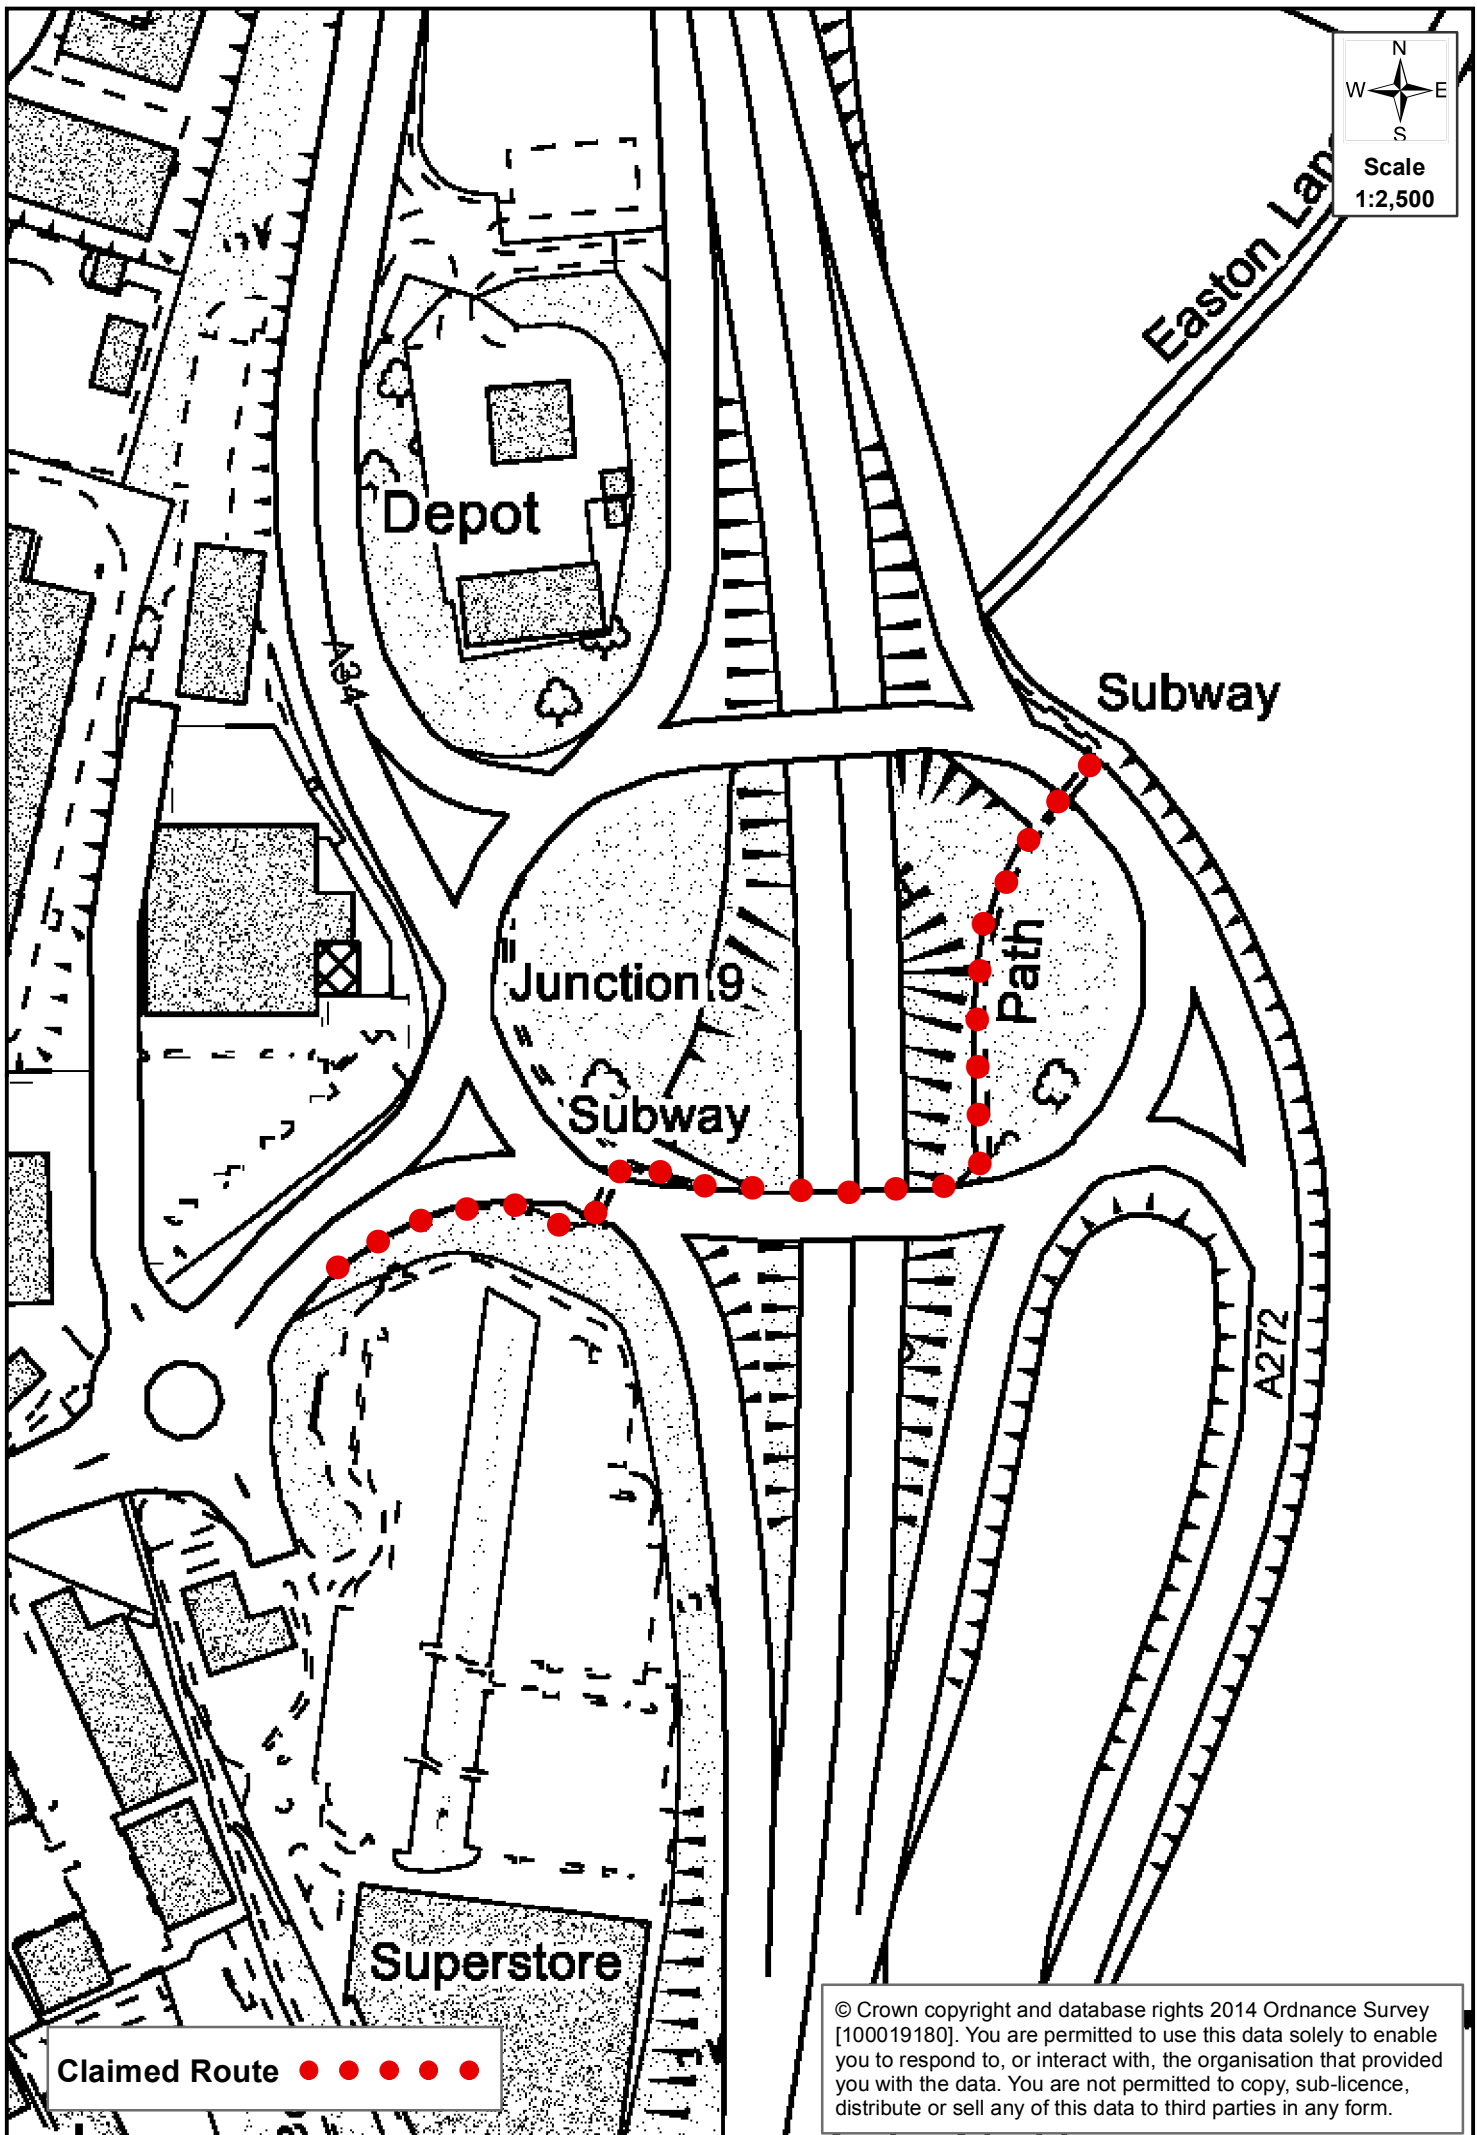 N
W E
S
Scale
1:2,500
Easton
Depot
A34
Subway
Path
Junction 9
Subway
A272
Superstore
© Crown copyright and database rights 2014 Ordnance Survey
[100019180]. You are permitted to use this data solely to enable
you to respond to, or interact with, the organisation that provided
you with the data. You are not permitted to copy, sub-licence,
distribute or sell any of this data to third parties in any form.
Claimed Route